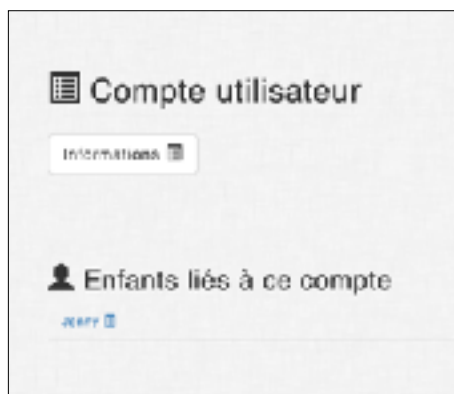 Compte utilisateur
Informations
Enfants liés à ce compte